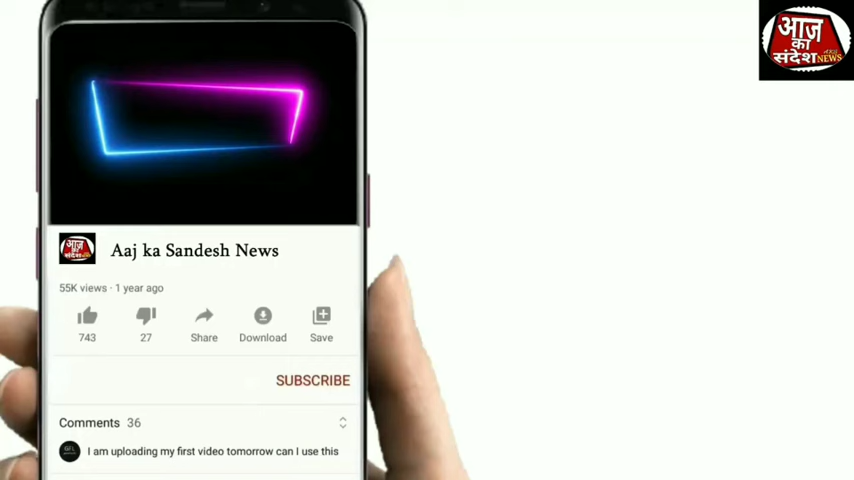 आज
का
संदेश NEWS
Aaj ka Sandesh News
55K views · 1 year ago
743
27
Share
Download
Save
SUBSCRIBE
Comments 36
I am uploading my first video tomorrow can I use this